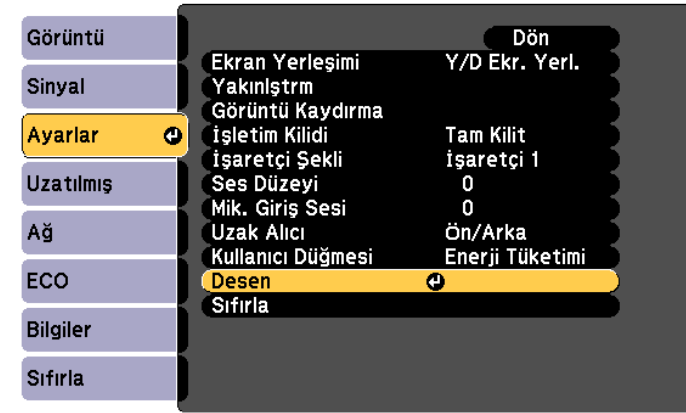 Görüntü
Sinyal
Ayarlar
Uzatılmış
Ağ
ECO
Bilgiler
Sıfırla
Dön
Ekran Yerleşimi Y/D Ekr. Yerl.
Yakınlştrm
Görüntü Kaydırma
İşletim Kilidi Tam Kilit
İşaretçi Şekli İşaretçi 1
Ses Düzeyi 0
Mik. Giriş Sesi 0
Uzak Alıcı Ön/Arka
Kullanıcı Düğmesi Enerji Tüketimi
Desen
Sıfırla